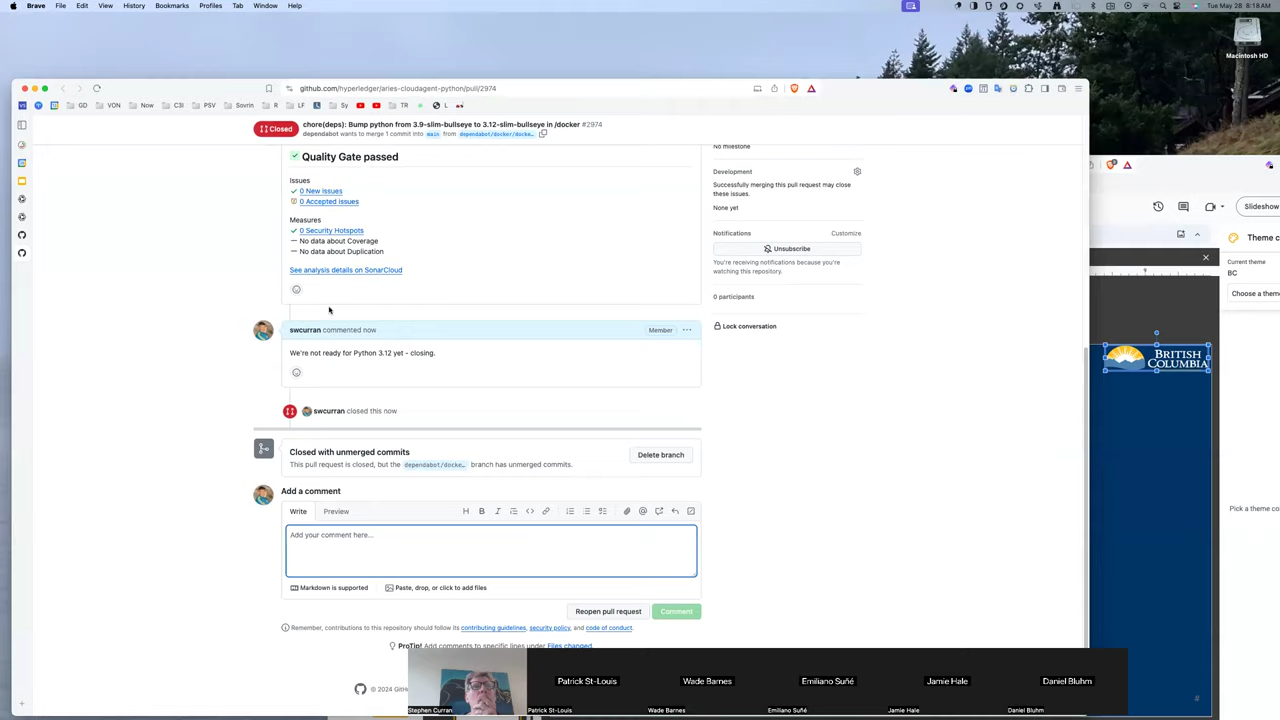 Brave File Edit View History Bookmarks Profiles Tab Window Help
Tue May 28 8:18 AM
Macintosh HD
github.com/hyperledger/aries-cloudagent-python/pull/2974
GD VON Now C3I PSV Sovrin R LF Sy TR L
Closed
chore(deps): Bump python from 3.9-slim-bullseye to 3.12-slim-bullseye in /docker #2974
dependabot wants to merge 1 commit into main from dependabot/docker/docke...
Quality Gate passed
Issues
0 New issues
0 Accepted issues
Measures
0 Security Hotspots
No data about Coverage
No data about Duplication
See analysis details on SonarCloud
No milestone
Development
Successfully merging this pull request may close
these issues.
None yet
Notifications Customize
Unsubscribe
You're receiving notifications because you're
watching this repository.
0 participants
Lock conversation
swcurran commented now Member
We're not ready for Python 3.12 yet - closing.
swcurran closed this now
Closed with unmerged commits
This pull request is closed, but the dependabot/docke... branch has unmerged commits.
Delete branch
Add a comment
Write Preview
Add your comment here...
Markdown is supported Paste, drop, or click to add files
Reopen pull request Comment
Remember, contributions to this repository should follow its contributing guidelines, security policy, and code of conduct.
ProTip! Add comments to specific lines under Files changed.
© 2024
Slideshow
Current theme
BC
Choose a
BRITISH
COLUMBIA
Pick a theme
Stephen Curran
Patrick St-Louis
Patrick St-Louis
Wade Barnes
Wade Barnes
Emiliano Suñé
Emiliano Suñé
Jamie Hale
Jamie Hale
Daniel Bluhm
Daniel Bluhm